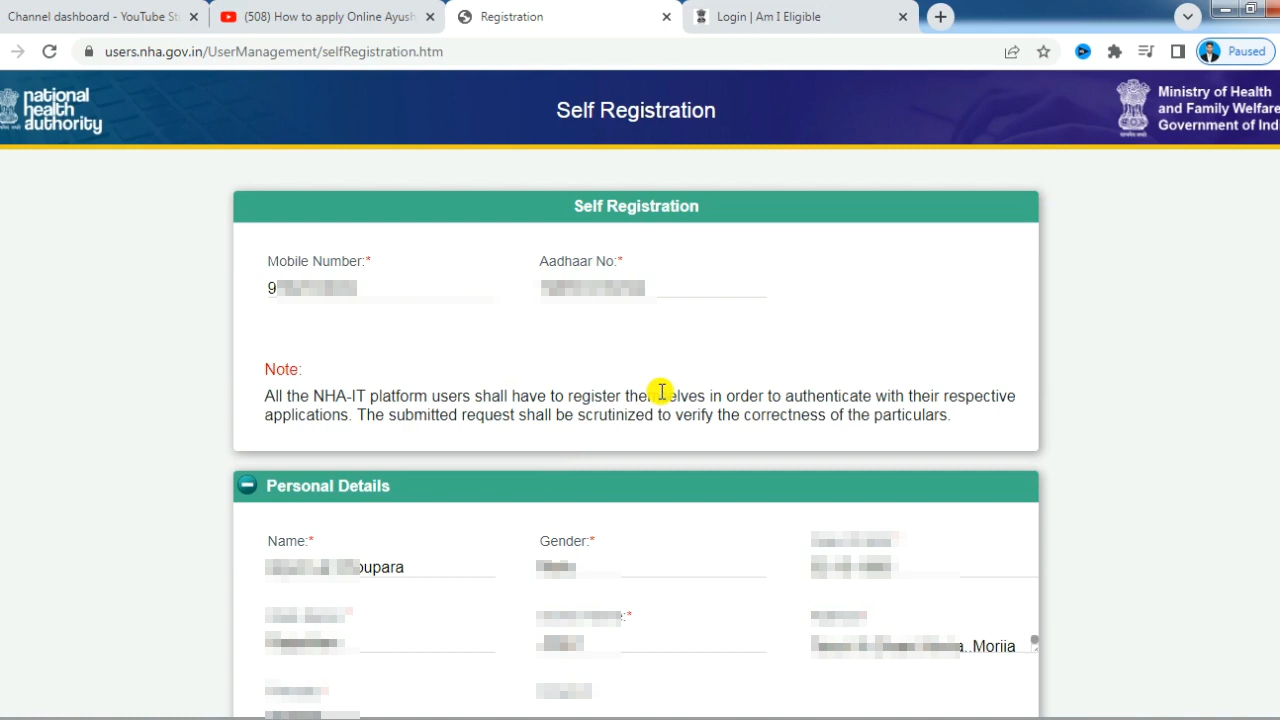 Channel dashboard - YouTube St
(508) How to apply Online Ayush
Registration
Login | Am I Eligible
users.nha.gov.in/UserManagement/selfRegistration.htm
Paused
national
health
authority
Self Registration
Ministry of Health
and Family Welfare
Government of Ind
Self Registration
Mobile Number:*
Aadhaar No:*
9
Note:
All the NHA-IT platform users shall have to register themselves in order to authenticate with their respective
applications. The submitted request shall be scrutinized to verify the correctness of the particulars.
Personal Details
Name:*
Gender:*
oupara
a, Morija